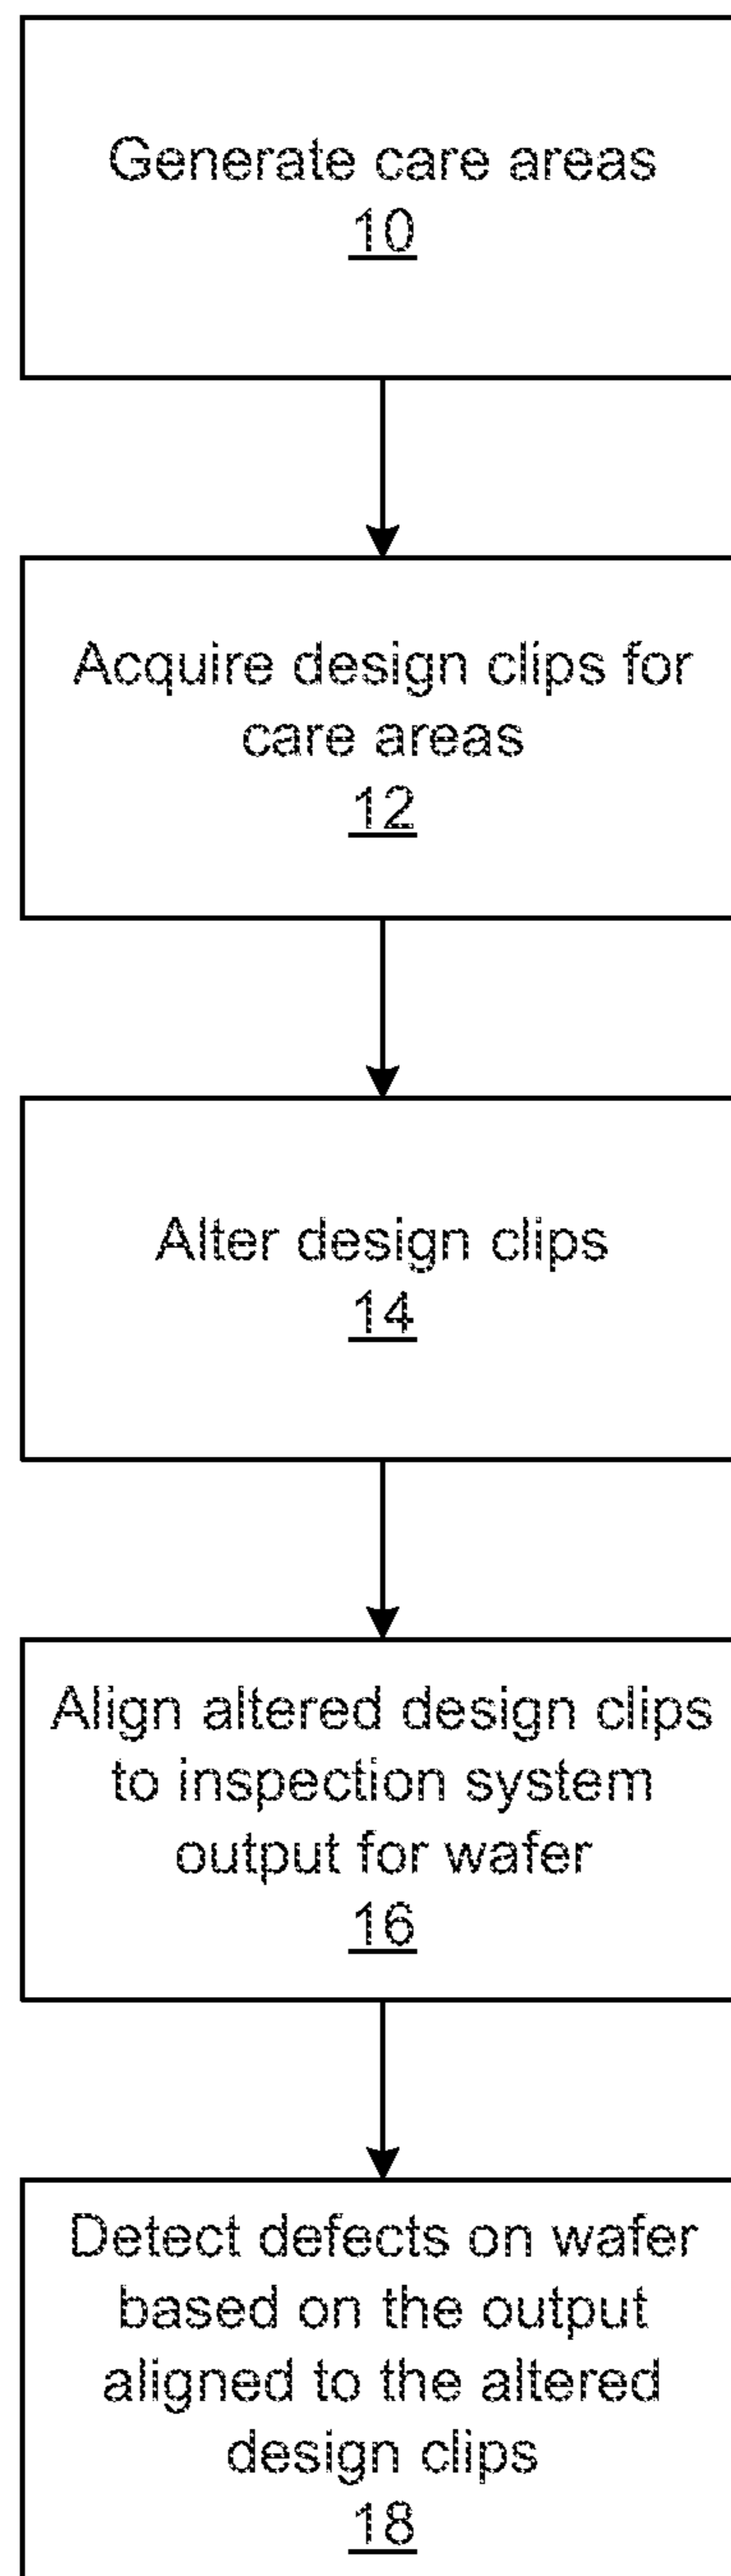 Generate care areas
10
Acquire design clips for
care areas
12
Alter design clips
14
Align altered design clips
to inspection system
output for wafer
16
Detect defects on wafer
based on the output
aligned to the altered
design clips
18